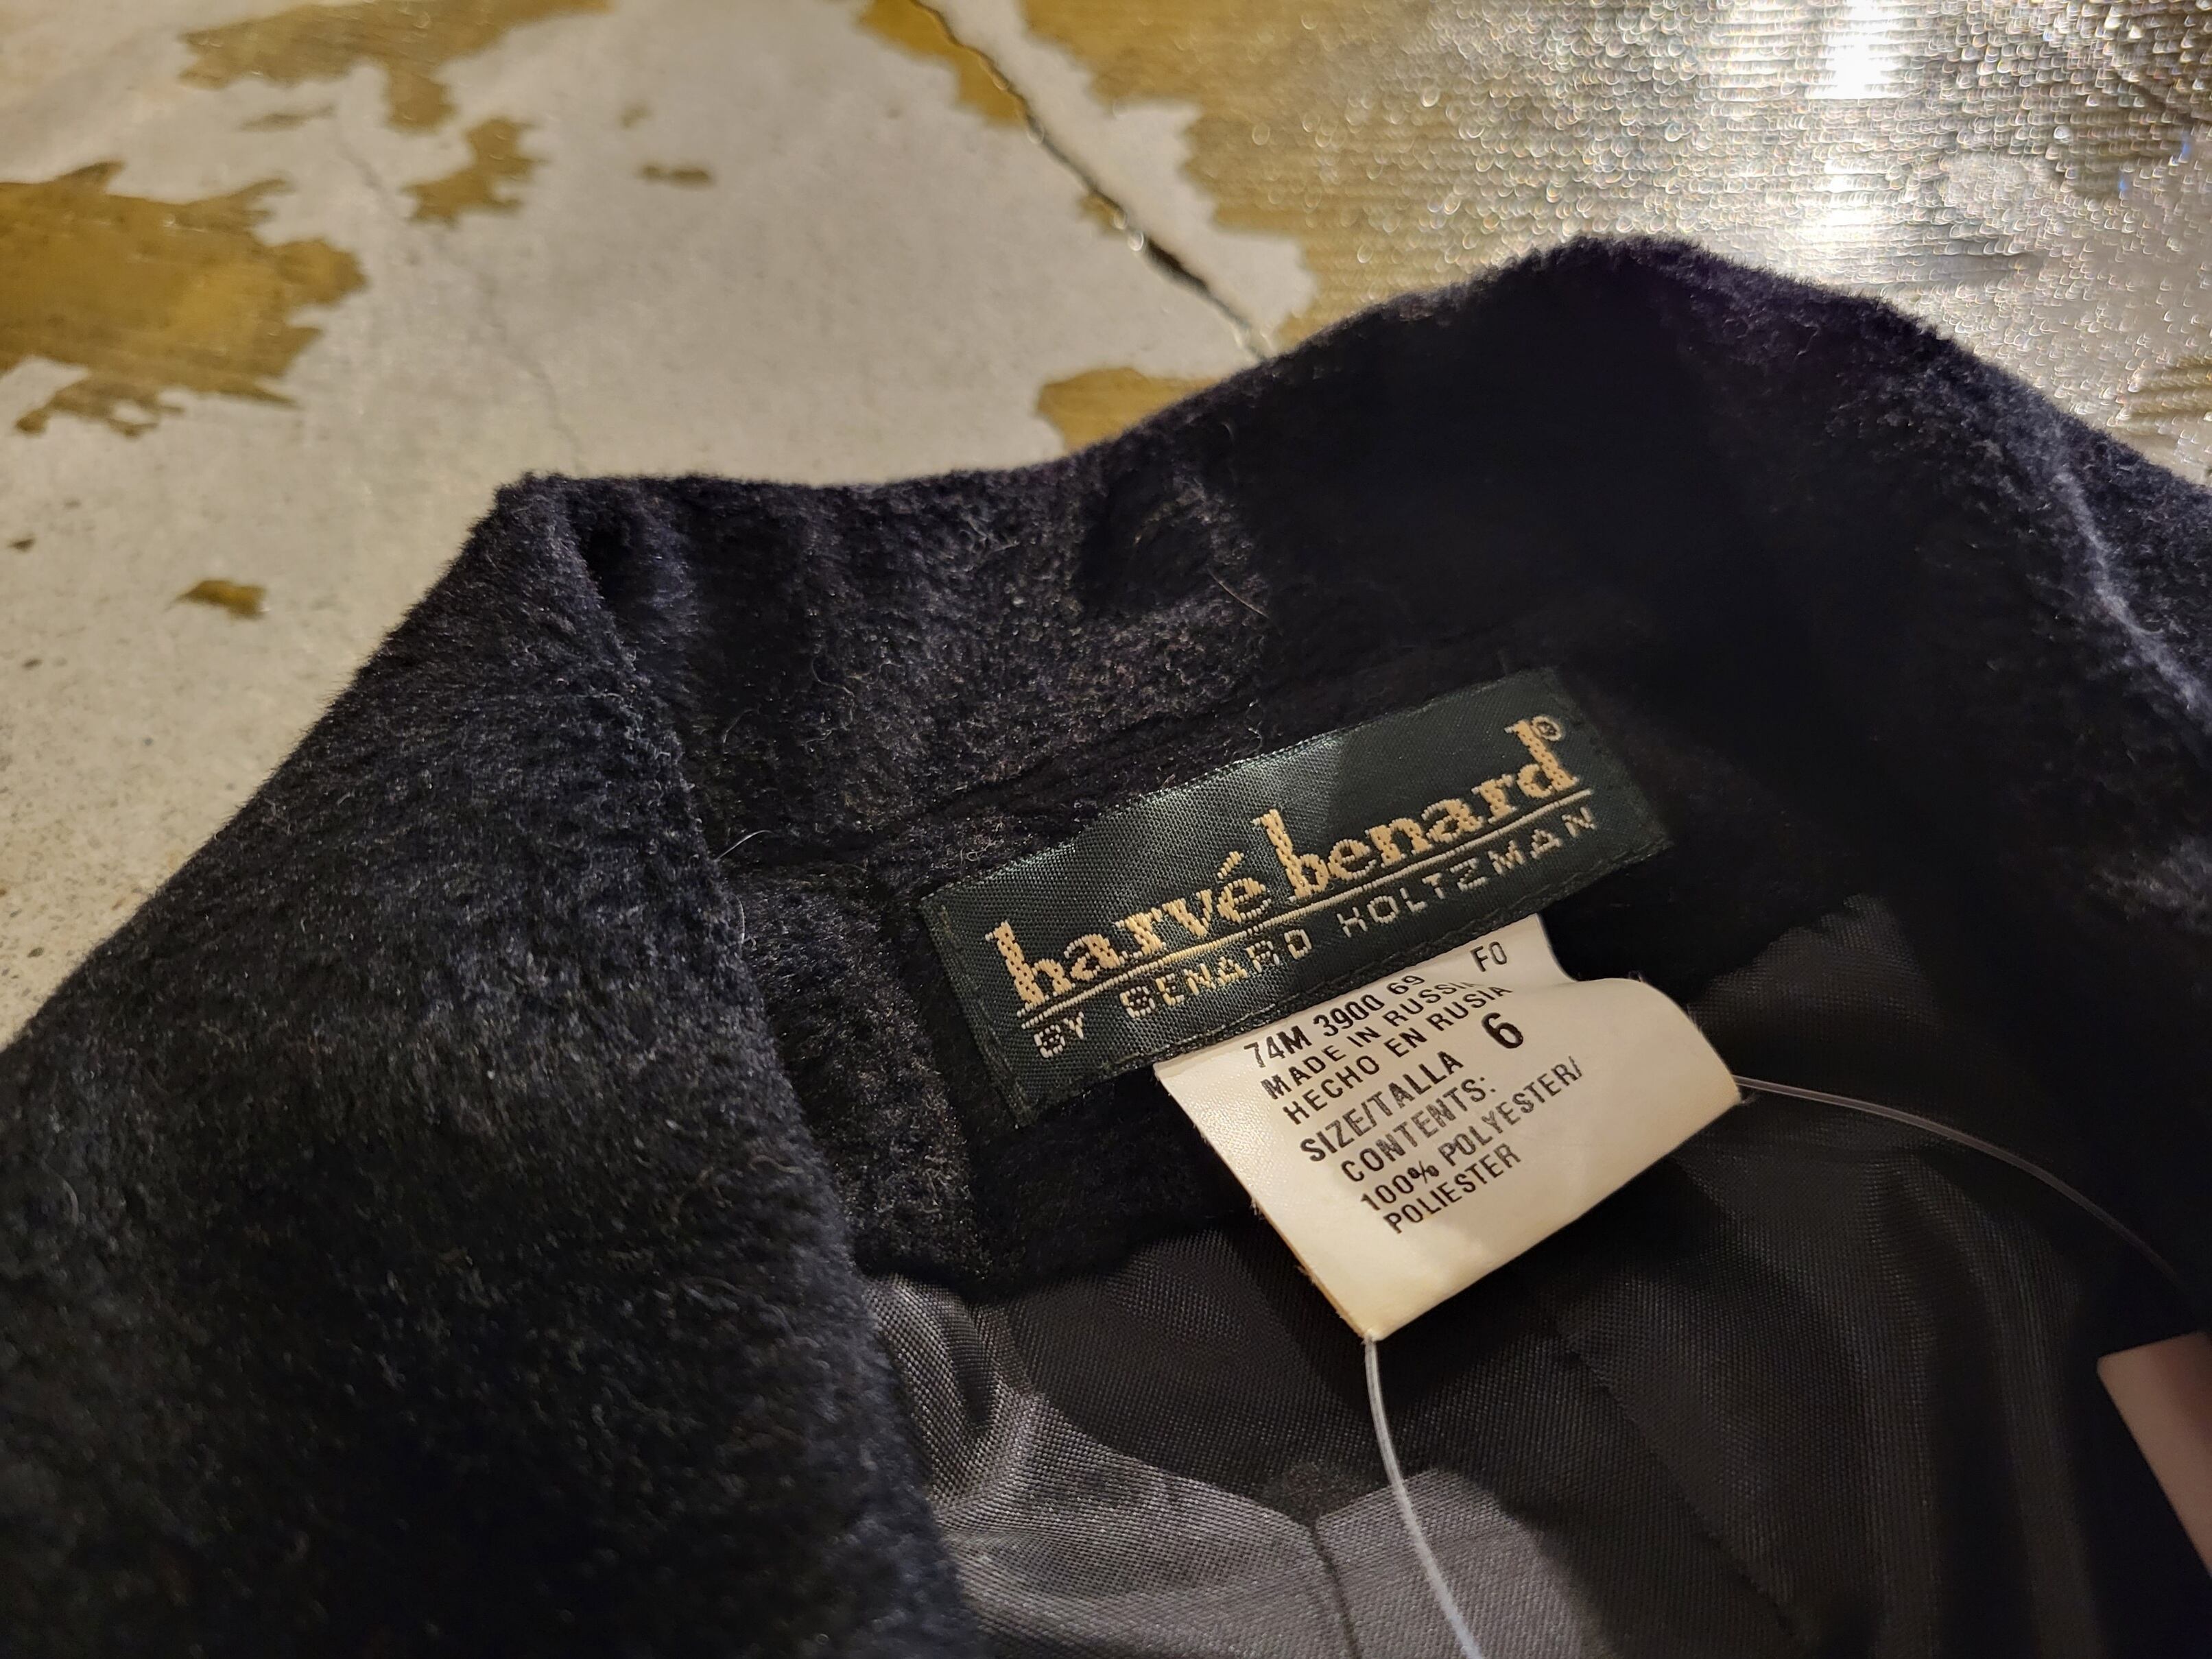 harvé benard®
BY BENARD HOLTZMAN
74M 3900 69 F0
MADE IN RUSSIA
HECHO EN RUSIA
SIZE/TALLA 6
CONTENTS:
100% POLYESTER/
POLIESTER